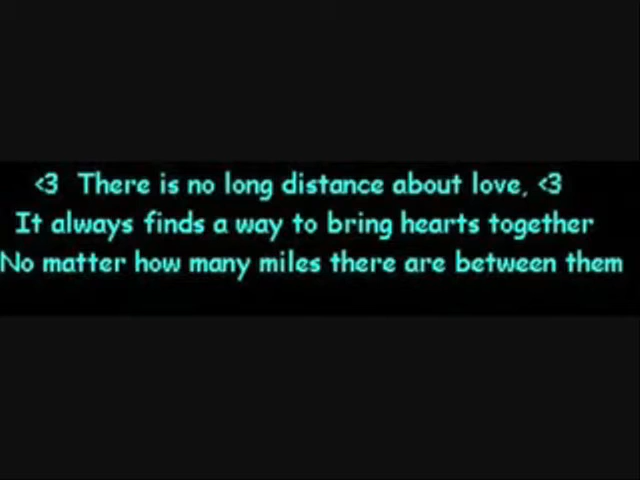 <3 There is no long distance about love, <3
It always finds a way to bring hearts together
No matter how many miles there are between them